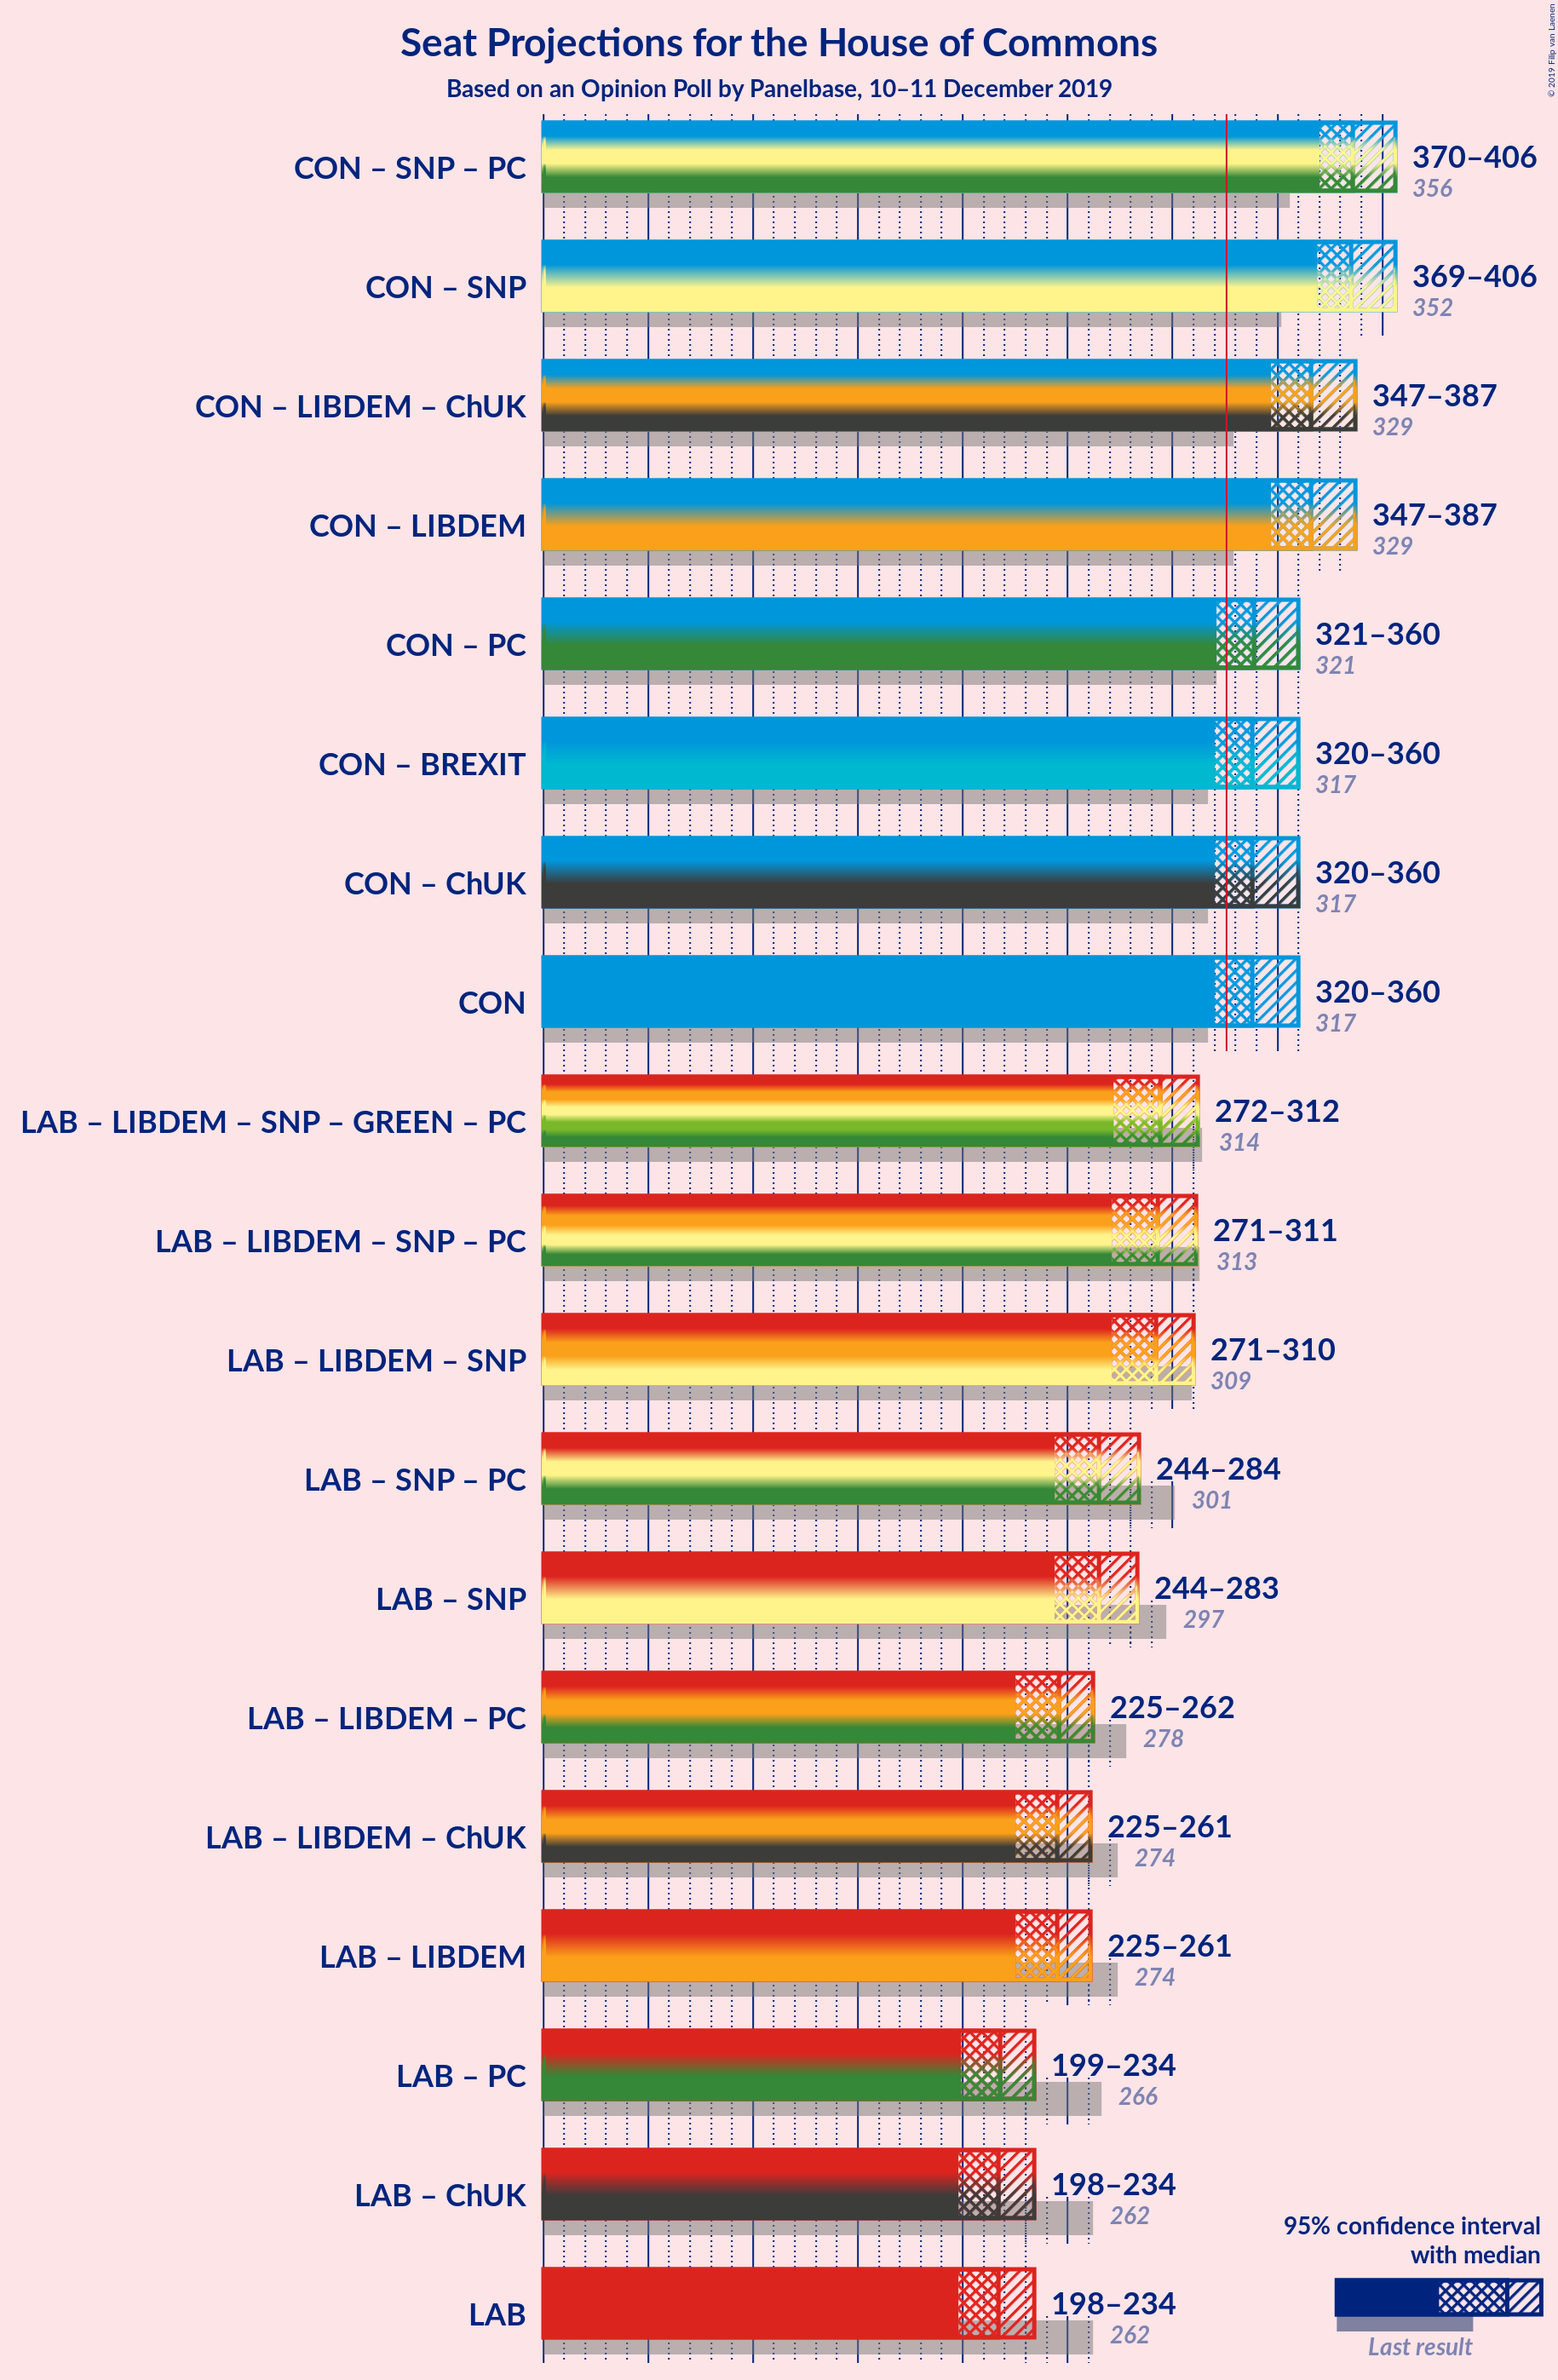 Seat Projections for the House of Commons
Based on an Opinion Poll by Panelbase, 10–11 December 2019
© 2019 Filip van Laenen
CON – SNP – PC
370–406
356
CON – SNP
369–406
352
CON – LIBDEM – ChUK
347–387
329
CON – LIBDEM
347–387
329
CON – PC
321–360
321
CON – BREXIT
320–360
317
CON – ChUK
320–360
317
CON
320–360
317
LAB – LIBDEM – SNP – GREEN – PC
272–312
314
LAB – LIBDEM – SNP – PC
271–311
313
LAB – LIBDEM – SNP
271–310
309
LAB – SNP – PC
244–284
301
LAB – SNP
244–283
297
LAB – LIBDEM – PC
225–262
278
LAB – LIBDEM – ChUK
225–261
274
LAB – LIBDEM
225–261
274
LAB – PC
199–234
266
LAB – ChUK
198–234
262
LAB
198–234
262
95% confidence interval
with median
Last result